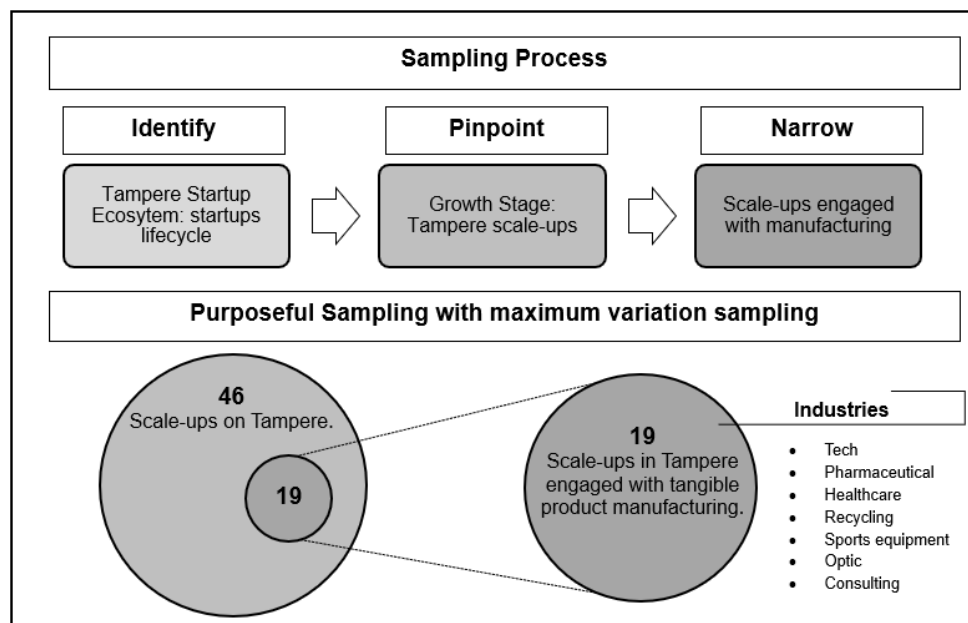 Sampling Process
Identify
Pinpoint
Narrow
Tampere Startup
Ecosytem: startups
lifecycle
Growth Stage:
Tampere scale-ups
Scale-ups engaged
with manufacturing
Purposeful Sampling with maximum variation sampling
46
Scale-ups on Tampere.
19
19
Scale-ups in Tampere
engaged with tangible
product manufacturing.
Industries
• Tech
• Pharmaceutical
• Healthcare
• Recycling
• Sports equipment
• Optic
• Consulting